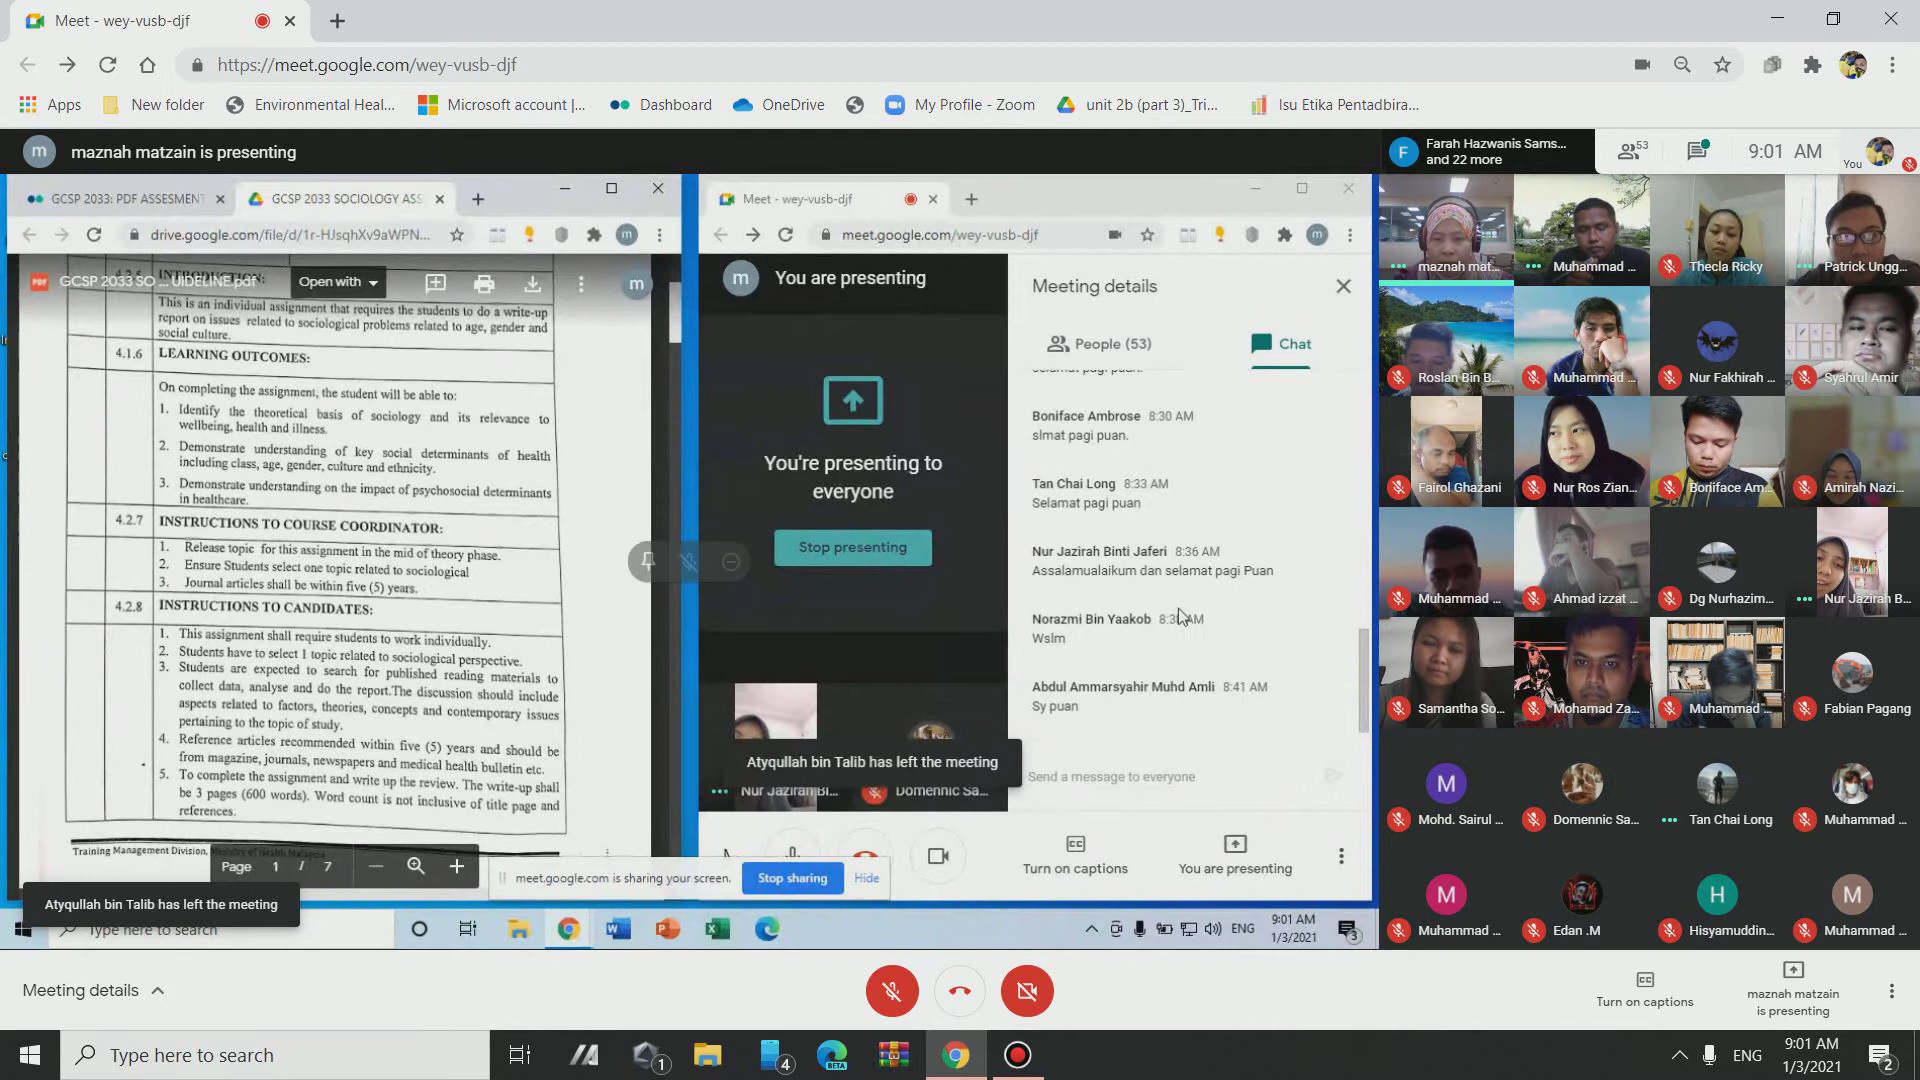 Meet - wey-vusb-djf
https://meet.google.com/wey-vusb-djf
Apps
New folder
Environmental Heal...
Microsoft account |...
Dashboard
OneDrive
My Profile - Zoom
unit 2b (part 3)_Tri...
Isu Etika Pentadbira...
m
maznah matzain is presenting
F
Farah Hazwanis Sams...
and 22 more
53
9:01 AM
You
GCSP 2033: PDF ASSESMENT
GCSP 2033 SOCIOLOGY ASS
drive.google.com/file/d/1r-HJsqhXv9aWPN...
m
PDF
GCSP 2033 SO ... UIDELINE.pdf
Open with
m
INTRODUCTION:
This is an individual assignment that requires the students to do a write-up
report on issues related to sociological problems related to age, gender and
social culture.
4.1.6 LEARNING OUTCOMES:
On completing the assignment, the student will be able to:
1. Identify the theoretical basis of sociology and its relevance to
wellbeing, health and illness.
2. Demonstrate understanding of key social determinants of health
including class, age, gender, culture and ethnicity.
3. Demonstrate understanding on the impact of psychosocial determinants
in healthcare.
4.2.7 INSTRUCTIONS TO COURSE COORDINATOR:
1. Release topic for this assignment in the mid of theory phase.
2. Ensure Students select one topic related to sociological
3. Journal articles shall be within five (5) years.
4.2.8 INSTRUCTIONS TO CANDIDATES:
1. This assignment shall require students to work individually.
2. Students have to select 1 topic related to sociological perspective.
3. Students are expected to search for published reading materials to
collect data, analyse and do the report.The discussion should include
aspects related to factors, theories, concepts and contemporary issues
pertaining to the topic of study.
4. Reference articles recommended within five (5) years and should be
from magazine, journals, newspapers and medical health bulletin etc.
5. To complete the assignment and write up the review. The write-up shall
be 3 pages (600 words). Word count is not inclusive of title page and
references.
Training Management Division, Ministry of Health Malaysia
Page 1 / 7
Atyqullah bin Talib has left the meeting
Meet - wey-vusb-djf
meet.google.com/wey-vusb-djf
m
m
You are presenting
You're presenting to
everyone
Stop presenting
Meeting details
People (53)
Chat
selamat pagi puan.
Boniface Ambrose 8:30 AM
slmat pagi puan.
Tan Chai Long 8:33 AM
Selamat pagi puan
Nur Jazirah Binti Jaferi 8:36 AM
Assalamualaikum dan selamat pagi Puan
Norazmi Bin Yaakob
Wslm
Abdul Ammarsyahir Muhd Amli 8:41 AM
Sy puan
Atyqullah bin Talib has left the meeting
Send a message to everyone
Nur Jazirah Bi...
Domennic Sa...
Turn on captions
You are presenting
meet.google.com is sharing your screen.
Stop sharing
Hide
Type here to search
ENG
9:01 AM
1/3/2021
3
maznah mat...
Muhammad ...
Thecla Ricky
Patrick Ungg...
Roslan Bin B...
Muhammad ...
Nur Fakhirah ...
Syahrul Amir
Fairol Ghazani
Nur Ros Zian...
Boniface Am...
Amirah Nazi...
Muhammad ...
Ahmad izzat ...
Dg Nurhazim...
Nur Jazirah B...
Samantha So...
Mohamad Za...
Muhammad ...
Fabian Pagang
M
Mohd. Sairul ...
Domennic Sa...
Tan Chai Long
Muhammad ...
M
Muhammad ...
Edan .M
H
Hisyamuddin...
M
Muhammad ...
Meeting details
Turn on captions
maznah matzain
is presenting
Type here to search
1
4
BETA
ENG
9:01 AM
1/3/2021
2